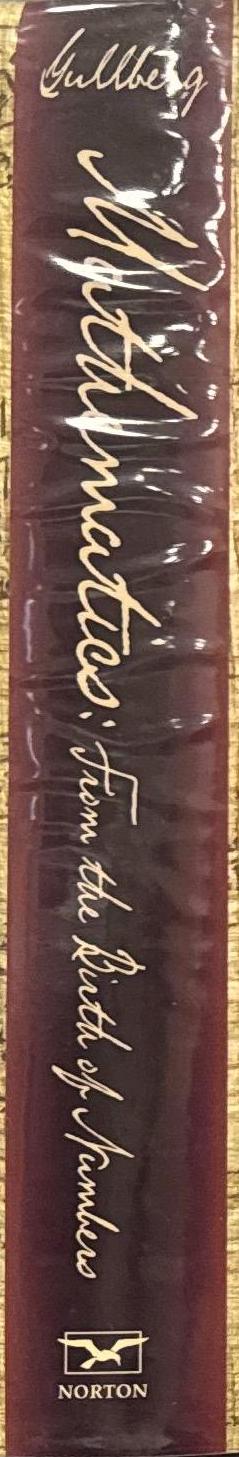 Gullberg
Mathematics: From the Birth of Numbers
NORTON